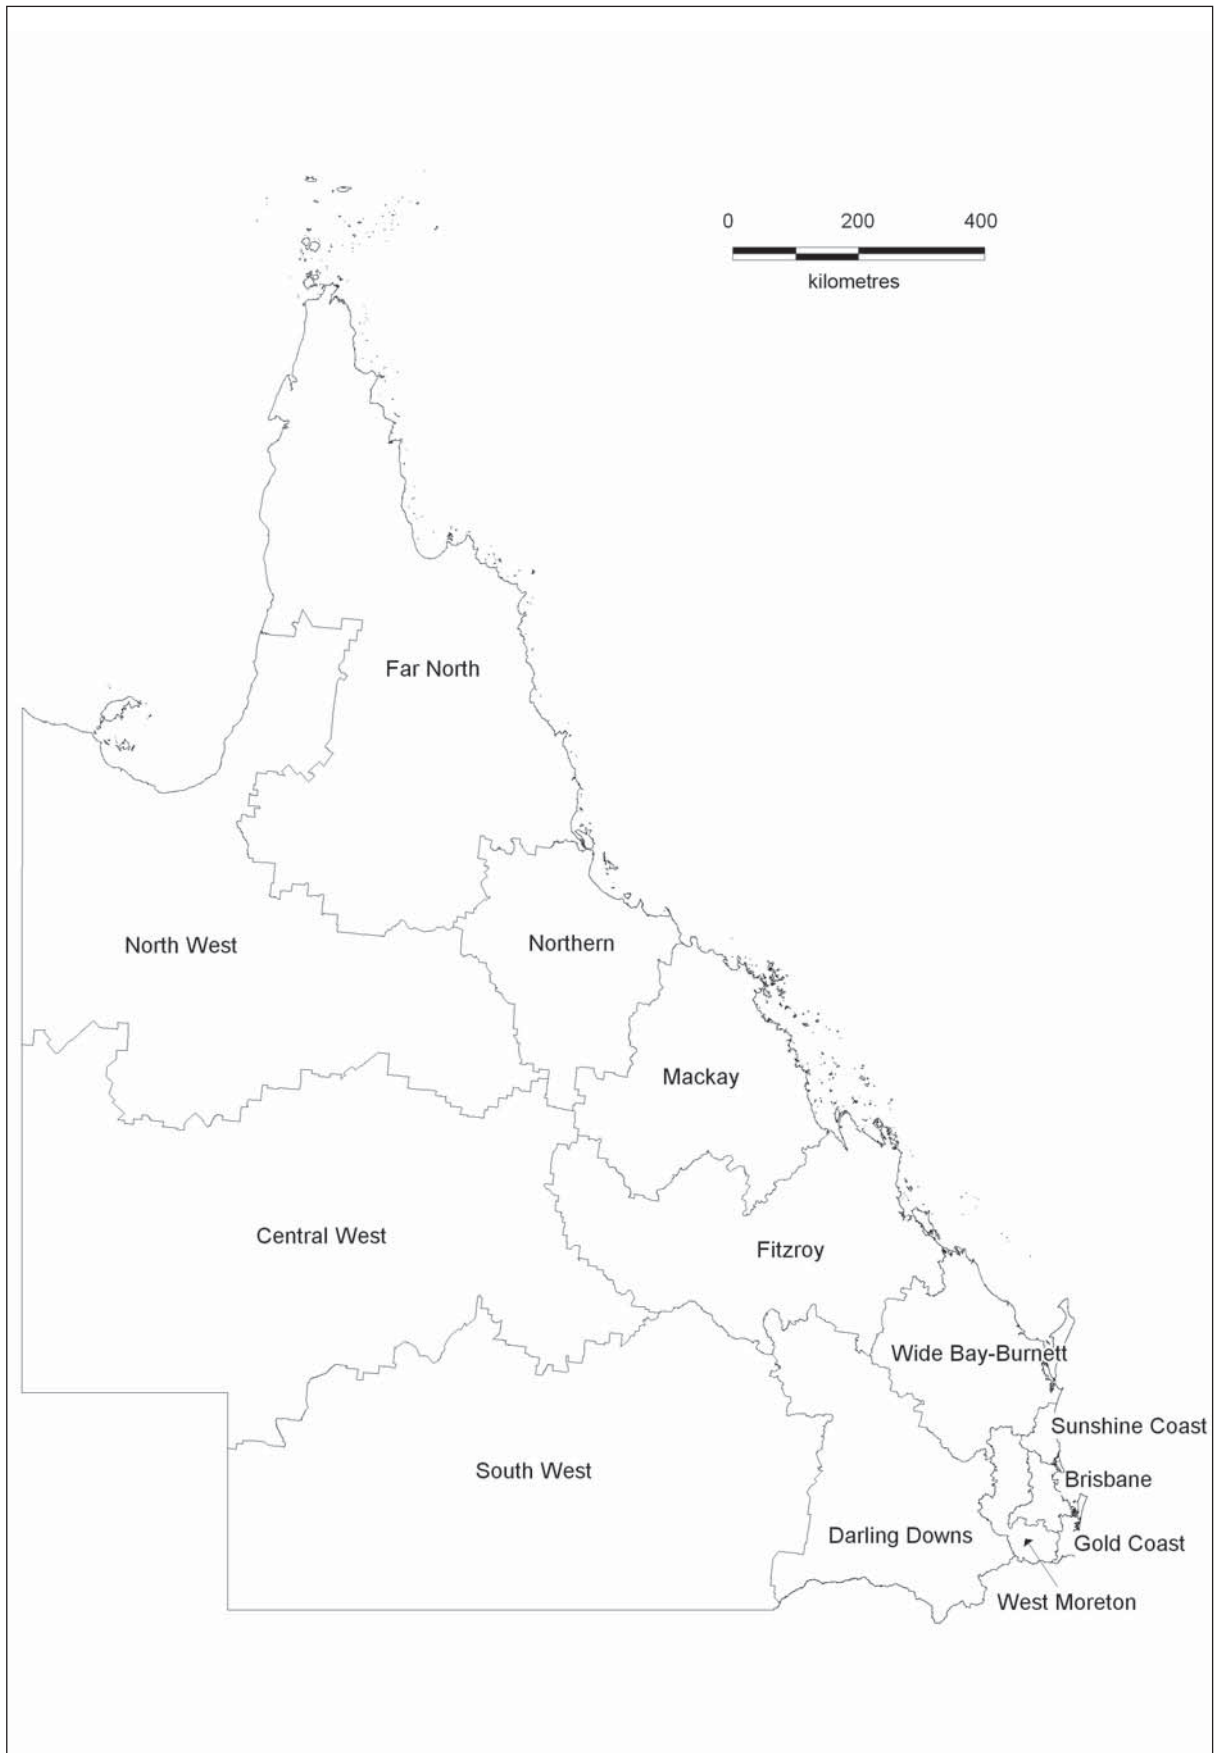 0 200 400
kilometres
Far North
North West
Northern
Mackay
Central West
Fitzroy
Wide Bay-Burnett
Sunshine Coast
South West
Brisbane
Darling Downs
Gold Coast
West Moreton